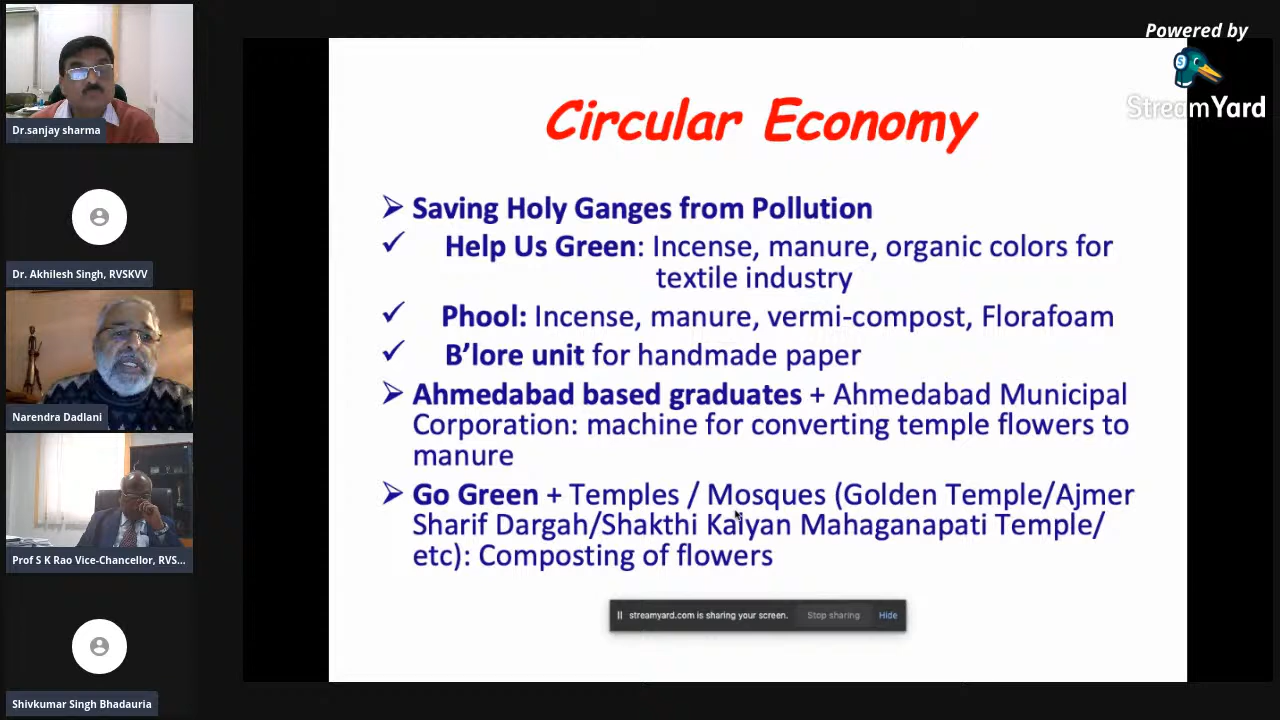 Powered by
StreamYard
Dr.sanjay sharma
Dr. Akhilesh Singh, RVSKVV
Narendra Dadlani
Prof S K Rao Vice-Chancellor, RVS...
Shivkumar Singh Bhadauria
Circular Economy
➢ Saving Holy Ganges from Pollution
✓ Help Us Green: Incense, manure, organic colors for
textile industry
✓ Phool: Incense, manure, vermi-compost, Florafoam
✓ B’lore unit for handmade paper
➢ Ahmedabad based graduates + Ahmedabad Municipal
Corporation: machine for converting temple flowers to
manure
➢ Go Green + Temples / Mosques (Golden Temple/Ajmer
Sharif Dargah/Shakthi Kalyan Mahaganapati Temple/
etc): Composting of flowers
streamyard.com is sharing your screen. Stop sharing Hide